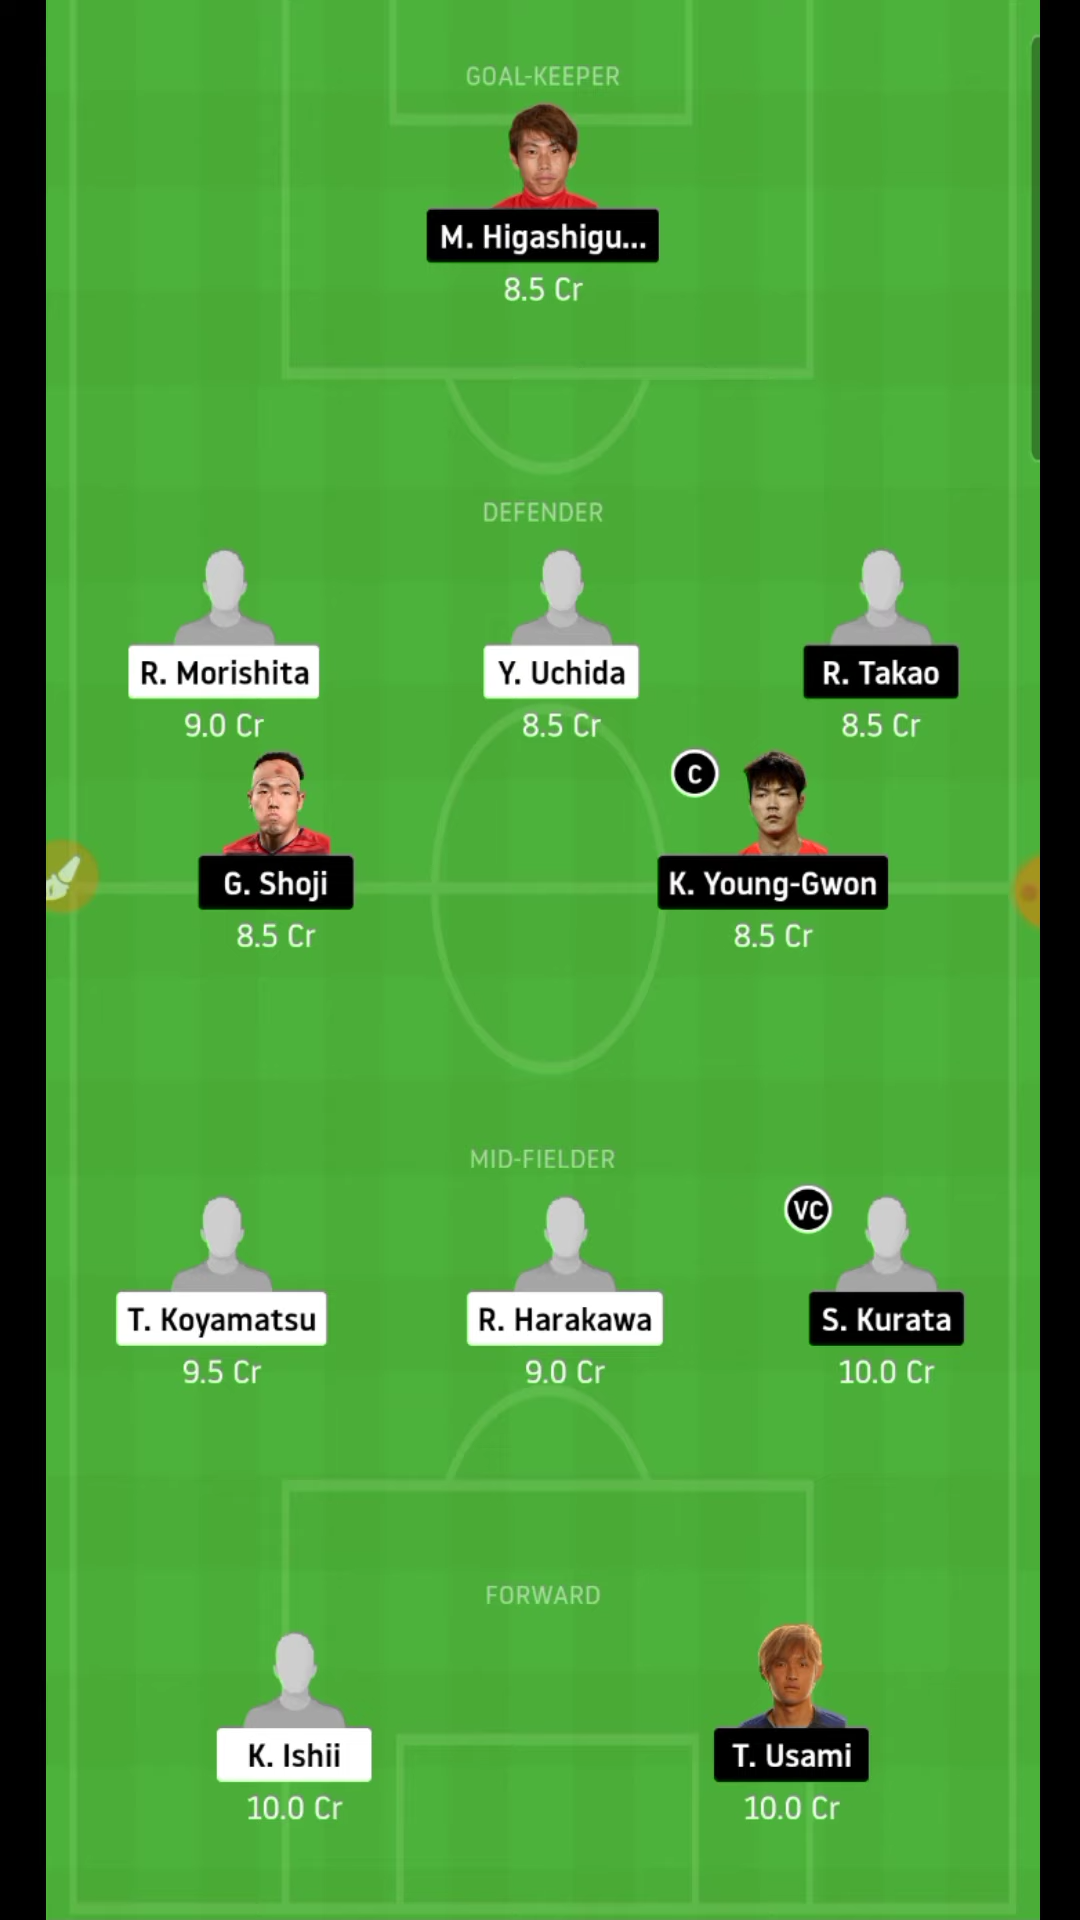 GOAL-KEEPER
M. Higashigu...
8.5 Cr
DEFENDER
R. Morishita
9.0 Cr
Y. Uchida
8.5 Cr
R. Takao
8.5 Cr
G. Shoji
8.5 Cr
C
K. Young-Gwon
8.5 Cr
MID-FIELDER
T. Koyamatsu
9.5 Cr
R. Harakawa
9.0 Cr
VC
S. Kurata
10.0 Cr
FORWARD
K. Ishii
10.0 Cr
T. Usami
10.0 Cr